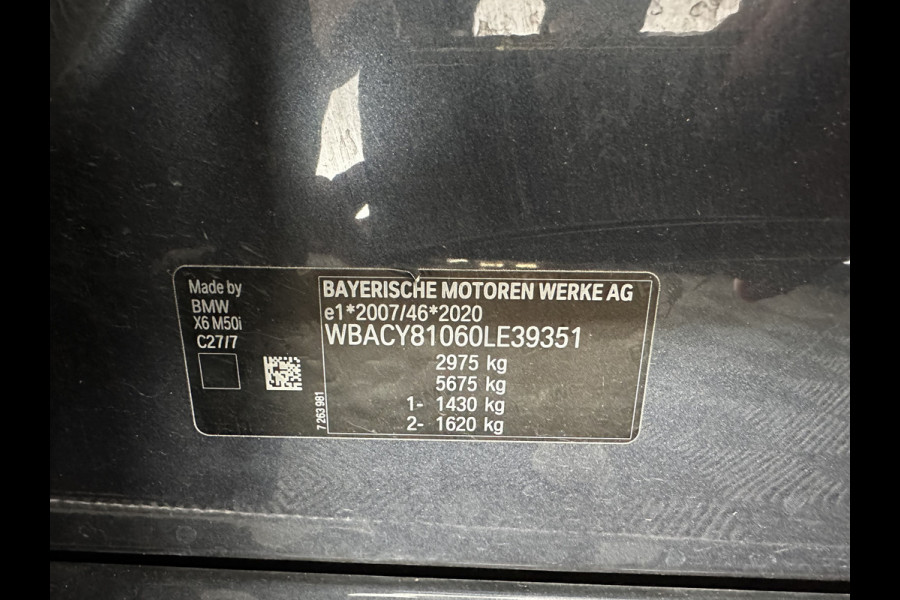 Made by
BMW
X6 M50i
C27/7
7 263 981
BAYERISCHE MOTOREN WERKE AG
e1*2007/46*2020
WBACY81060LE39351
2975 kg
5675 kg
1- 1430 kg
2- 1620 kg